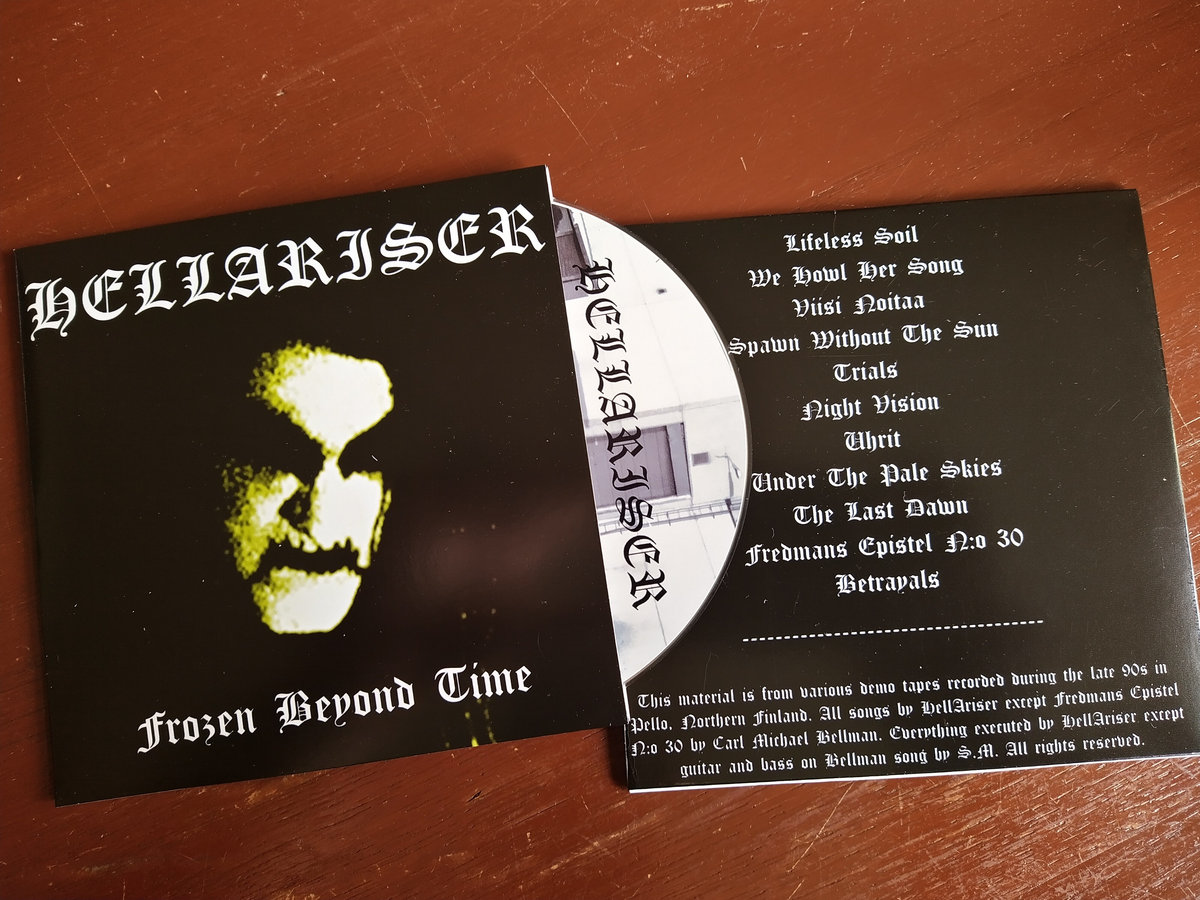 HELLARISER
Frozen Beyond Time
HELLARISER
Lifeless Soil
We Howl Her Song
Viisi Noitaa
Spawn Without The Sun
Trials
Night Vision
Uhrit
Under The Pale Skies
The Last Dawn
Fredmans Epistel N:o 30
Betrayals
This material is from various demo tapes recorded during the late 90s in
Pello, Northern Finland. All songs by HellAriser except Fredmans Epistel
N:o 30 by Carl Michael Bellman. Everything executed by HellAriser except
guitar and bass on Bellman song by S.M. All rights reserved.